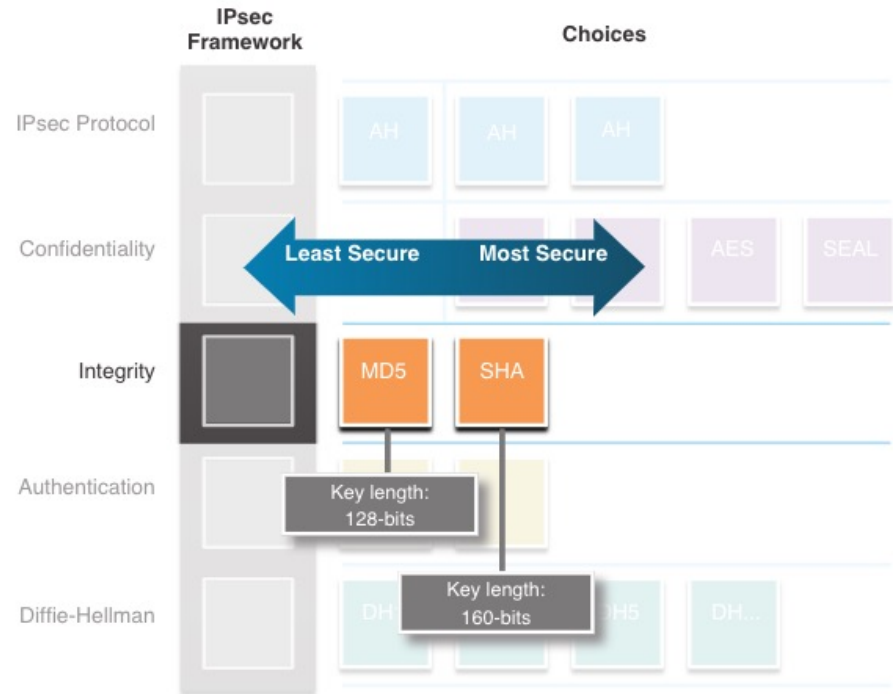 IPsec
Framework
Choices
IPsec Protocol
AH
AH
AH
Confidentiality
Least Secure
Most Secure
AES
SEAL
Integrity
MD5
SHA
Authentication
Key length:
128-bits
Diffie-Hellman
DH
Key length:
160-bits
DH5
DH...